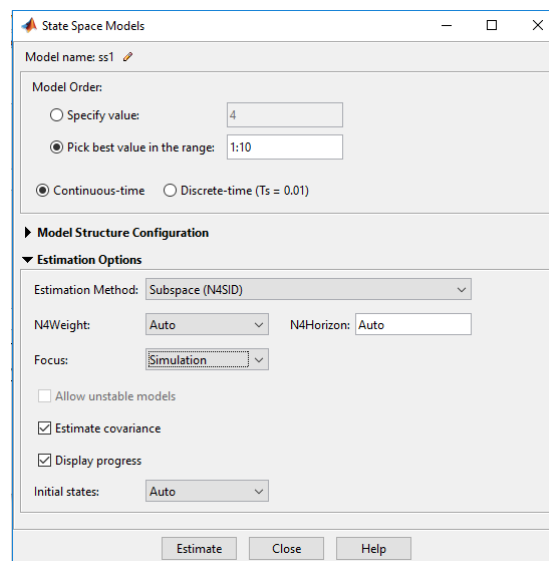 State Space Models
Model name: ss1
Model Order:
Specify value: 4
Pick best value in the range: 1:10
Continuous-time Discrete-time (Ts = 0.01)
Model Structure Configuration
Estimation Options
Estimation Method: Subspace (N4SID)
N4Weight: Auto N4Horizon: Auto
Focus: Simulation
Allow unstable models
Estimate covariance
Display progress
Initial states: Auto
Estimate Close Help